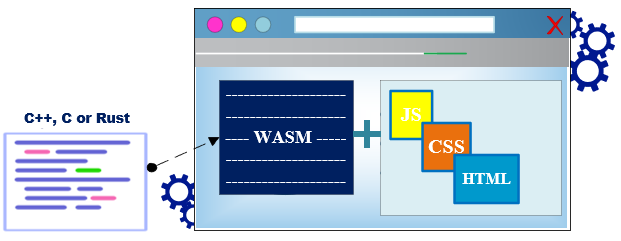 C++, C or Rust
WASM
+
JS
CSS
HTML
X